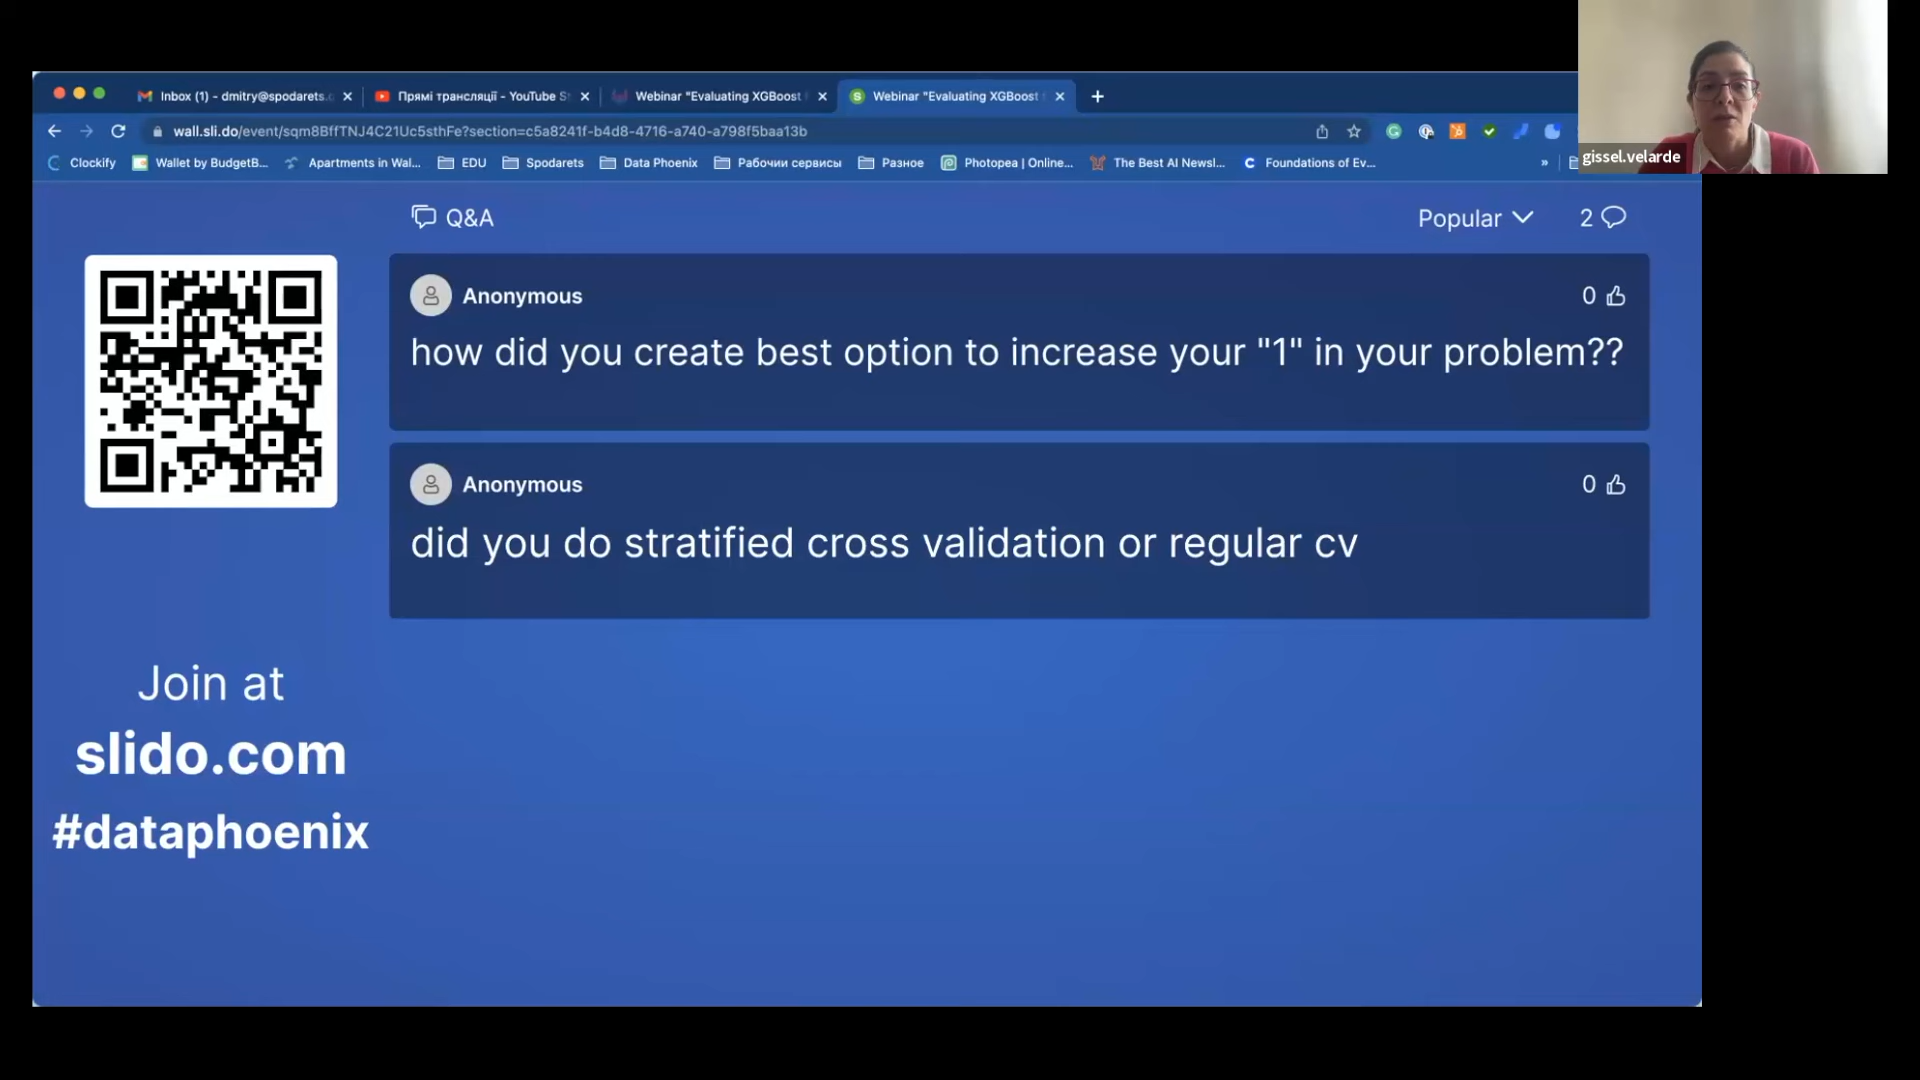 Inbox (1) - dmitry@spodarets.
Прямі трансляції - YouTube S
Webinar "Evaluating XGBoost
Webinar "Evaluating XGBoost
wall.sli.do/event/sqm8BffTNJ4C21Uc5sthFe?section=c5a8241f-b4d8-4716-a740-a798f5baa13b
Clockify
Wallet by BudgetB...
Apartments in Wal...
EDU
Spodarets
Data Phoenix
Рабочии сервисы
Разное
Photopea | Online...
The Best AI Newsl...
Foundations of Ev...
gissel.velarde
Q&A
Popular
2
Anonymous
0
how did you create best option to increase your "1" in your problem??
Anonymous
0
did you do stratified cross validation or regular cv
Join at
slido.com
#dataphoenix